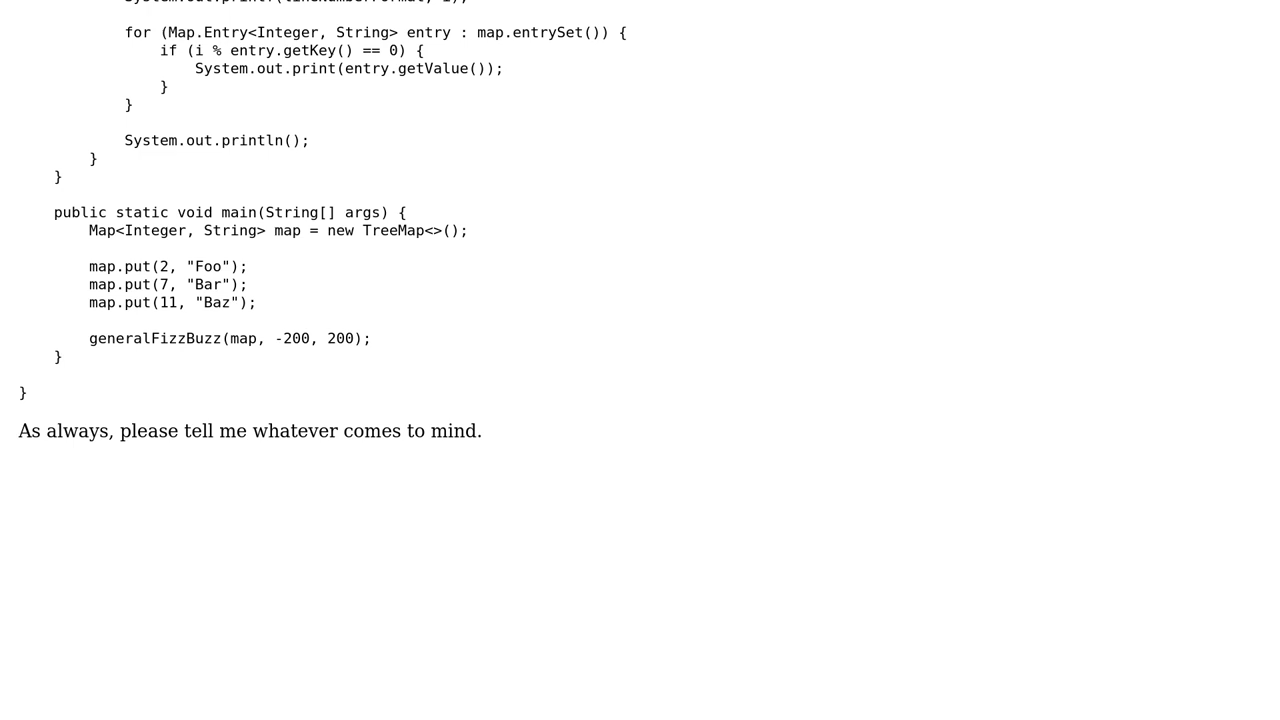 for (Map.Entry<Integer, String> entry : map.entrySet()) {
if (i % entry.getKey() == 0) {
System.out.print(entry.getValue());
}
}
System.out.println();
}
}
public static void main(String[] args) {
Map<Integer, String> map = new TreeMap<>();
map.put(2, "Foo");
map.put(7, "Bar");
map.put(11, "Baz");
generalFizzBuzz(map, -200, 200);
}
}
As always, please tell me whatever comes to mind.